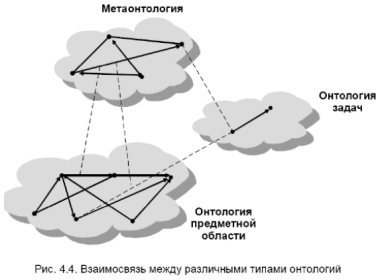 Метаонтология
Онтология
задач
Онтология
предметной
области
Рис. 4.4. Взаимосвязь между различными типами онтологий